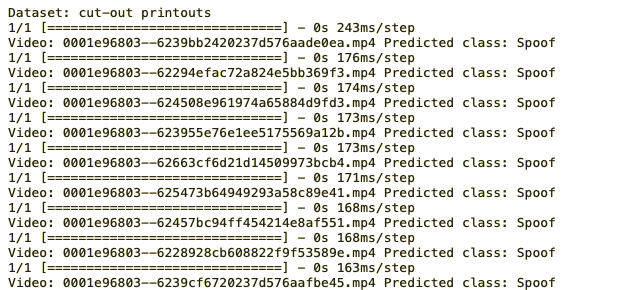 Dataset: cut-out printouts
1/1 [==============================] - 0s 243ms/step
Video: 0001e96803--6239bb2420237d576aade0ea.mp4 Predicted class: Spoof
1/1 [==============================] - 0s 176ms/step
Video: 0001e96803--62294efac72a824e5bb369f3.mp4 Predicted class: Spoof
1/1 [==============================] - 0s 174ms/step
Video: 0001e96803--624508e961974a65884d9fd3.mp4 Predicted class: Spoof
1/1 [==============================] - 0s 173ms/step
Video: 0001e96803--623955e76e1ee5175569a12b.mp4 Predicted class: Spoof
1/1 [==============================] - 0s 173ms/step
Video: 0001e96803--62663cf6d21d14509973bcb4.mp4 Predicted class: Spoof
1/1 [==============================] - 0s 171ms/step
Video: 0001e96803--625473b64949293a58c89e41.mp4 Predicted class: Spoof
1/1 [==============================] - 0s 168ms/step
Video: 0001e96803--62457bc94ff454214e8af551.mp4 Predicted class: Spoof
1/1 [==============================] - 0s 168ms/step
Video: 0001e96803--6228928cb608822f9f53589e.mp4 Predicted class: Spoof
1/1 [==============================] - 0s 163ms/step
Video: 0001e96803--6239cf6720237d576aafbe45.mp4 Predicted class: Spoof